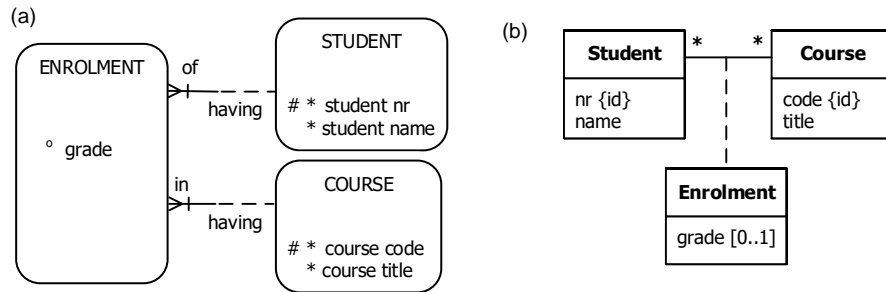 (a)
ENROLMENT
º grade
of
having
STUDENT
# * student nr
* student name
in
having
COURSE
# * course code
* course title
(b)
Student
nr {id}
name
* *
Course
code {id}
title
Enrolment
grade [0..1]